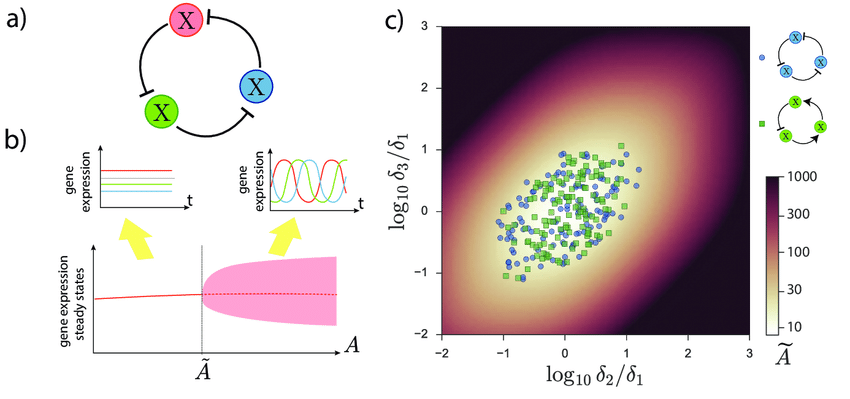 a)
X
X
X
b)
gene
expression
t
gene
expression
t
gene expression
steady states
Ã
A
c)
log₁₀ δ₃/δ₁
3
2
1
0
−1
−2
−2
−1
0
1
2
3
log₁₀ δ₂/δ₁
X
X
X
X
X
X
1000
300
100
30
10
Ã